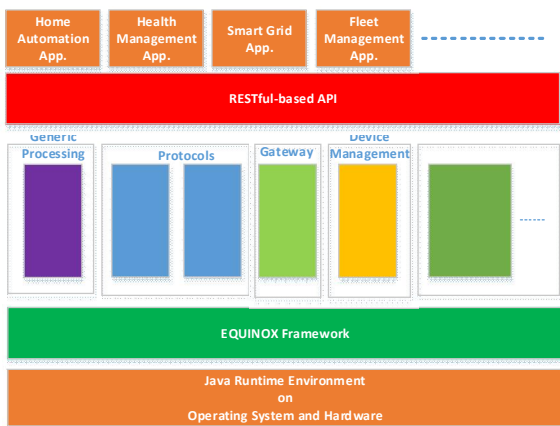 Home
Automation
App.
Health
Management
App.
Smart Grid
App.
Fleet
Management
App.
RESTful-based API
Generic
Processing
Protocols
Gateway
Device
Management
EQUINOX Framework
Java Runtime Environment
on
Operating System and Hardware